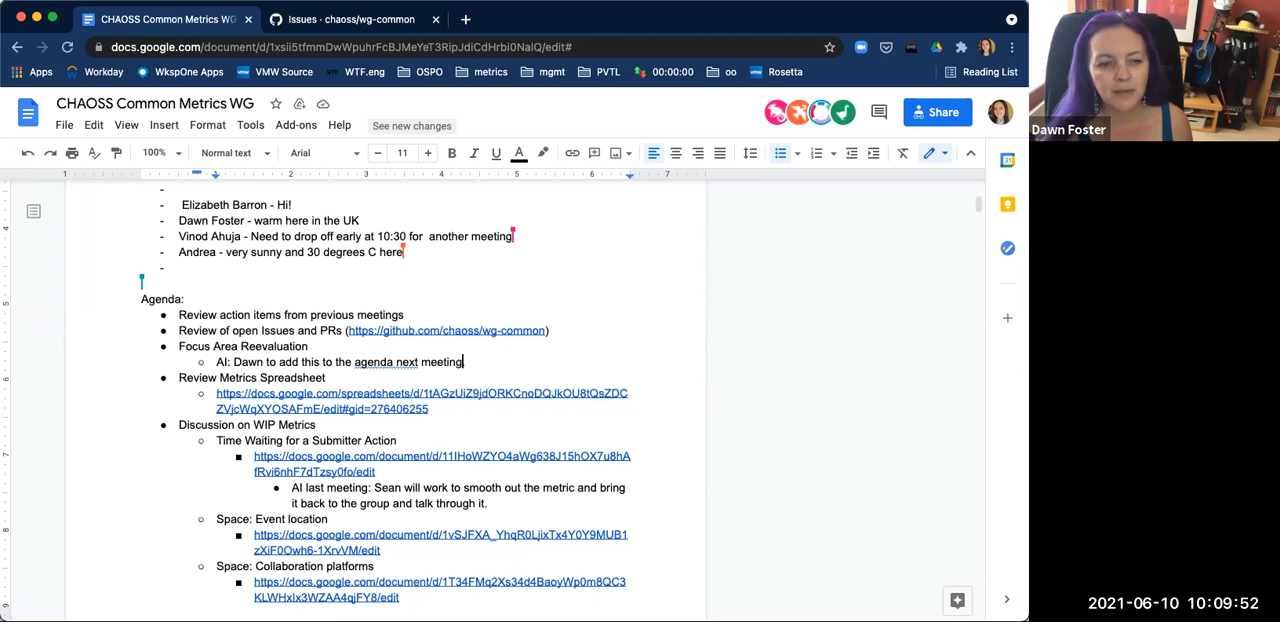 CHAOSS Common Metrics WG
Issues · chaoss/wg-common
docs.google.com/document/d/1xsii5tfmmDwWpuhrFcBJMeYeT3RipJdiCdHrbi0NaIQ/edit#
Apps Workday WkspOne Apps VMW Source WTF.eng OSPO metrics mgmt PVTL 00:00:00 oo Rosetta Reading List
CHAOSS Common Metrics WG
File Edit View Insert Format Tools Add-ons Help See new changes
Share
100% Normal text Arial 11
1 1 2 3 4 5 6 7
-
- Elizabeth Barron - Hi!
- Dawn Foster - warm here in the UK
- Vinod Ahuja - Need to drop off early at 10:30 for another meeting
- Andrea - very sunny and 30 degrees C here
-
Agenda:
● Review action items from previous meetings
● Review of open Issues and PRs (https://github.com/chaoss/wg-common)
● Focus Area Reevaluation
○ AI: Dawn to add this to the agenda next meeting
● Review Metrics Spreadsheet
○ https://docs.google.com/spreadsheets/d/1tAGzUiZ9jdORKCnoDQJkOU8tQsZDC
ZVjcWqXYOSAFmE/edit#gid=276406255
● Discussion on WIP Metrics
○ Time Waiting for a Submitter Action
■ https://docs.google.com/document/d/11IHoWZYO4aWg638J15hOX7u8hA
fRvi6nhF7dTzsy0fo/edit
● AI last meeting: Sean will work to smooth out the metric and bring
it back to the group and talk through it.
○ Space: Event location
■ https://docs.google.com/document/d/1vSJFXA_YhqR0LjixTx4Y0Y9MUB1
zXiF0Owh6-1XrvVM/edit
○ Space: Collaboration platforms
■ https://docs.google.com/document/d/1T34FMq2Xs34d4BaoyWp0m8QC3
KLWHxIx3WZAA4qjFY8/edit
Dawn Foster
2021-06-10 10:09:52